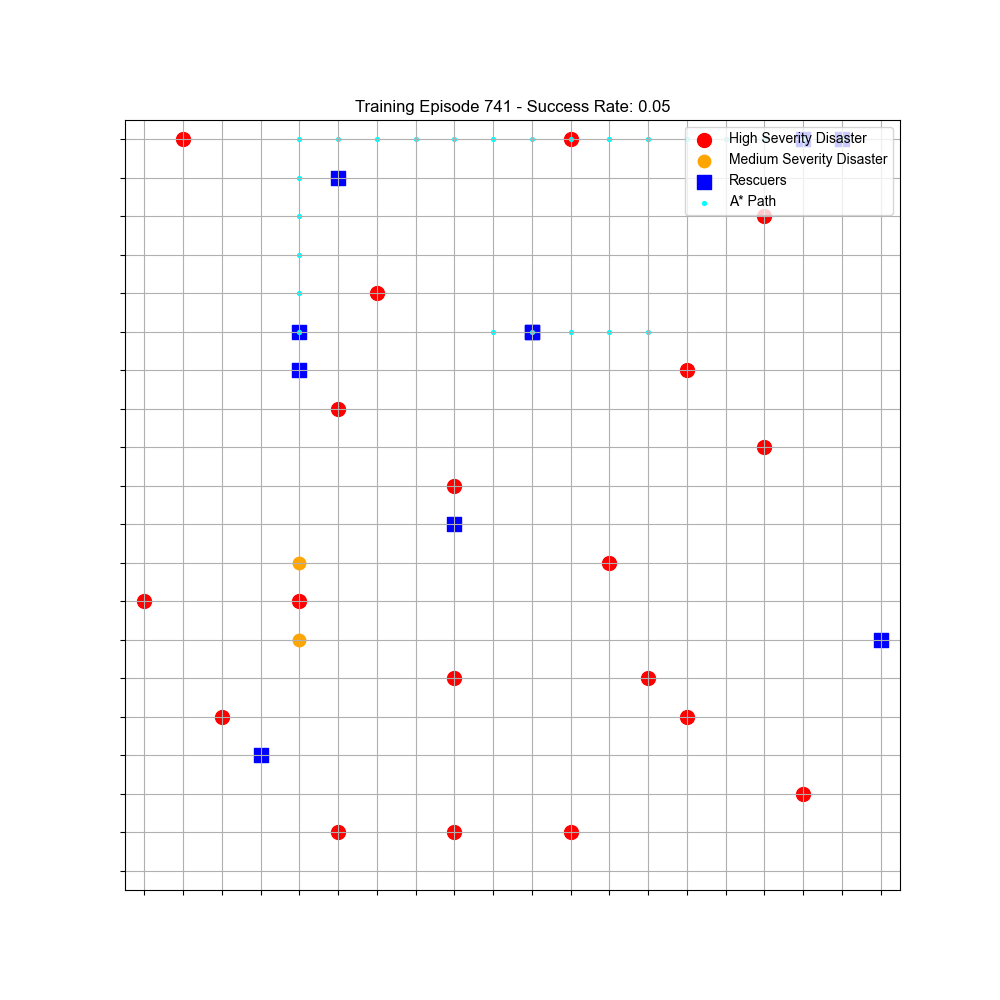 Training Episode 741 - Success Rate: 0.05
High Severity Disaster
Medium Severity Disaster
Rescuers
A* Path